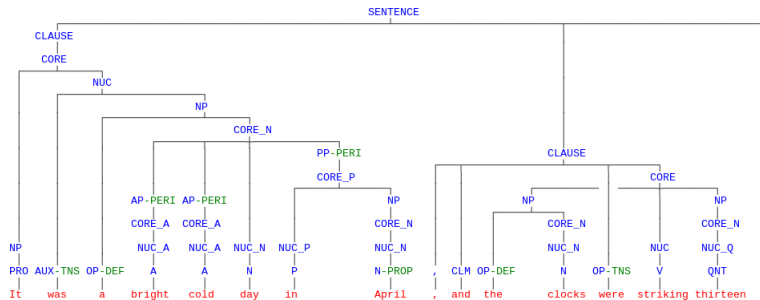 SENTENCE
CLAUSE
CORE
NUC
NP
CORE_N
PP-PERI CLAUSE
CORE_P CORE
AP-PERI AP-PERI NP NP NP
CORE_A CORE_A CORE_N CORE_N CORE_N
NP NUC_A NUC_A NUC_N NUC_P NUC_N NUC_N NUC NUC_Q
PRO AUX-TNS OP-DEF A A N P N-PROP , CLM OP-DEF N OP-TNS V QNT
It was a bright cold day in April , and the clocks were striking thirteen